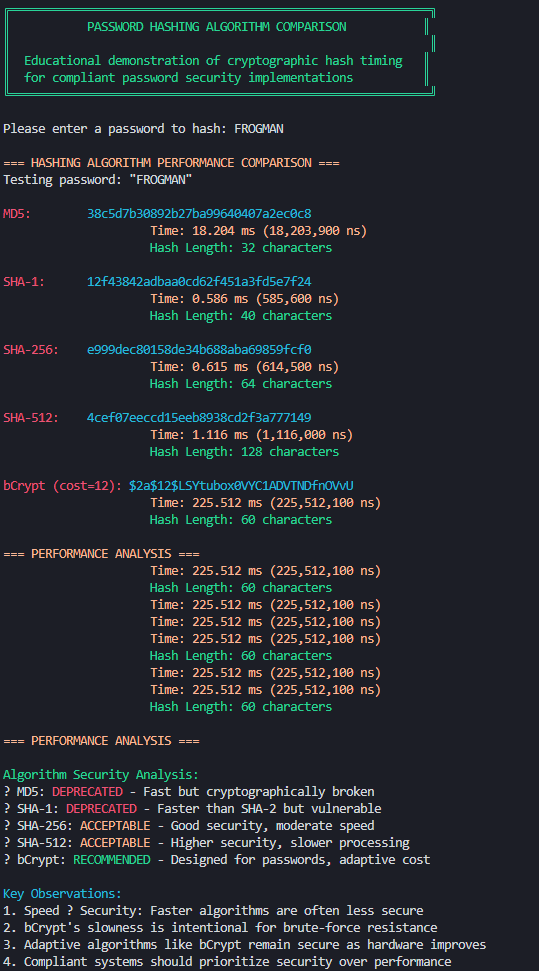 PASSWORD HASHING ALGORITHM COMPARISON
Educational demonstration of cryptographic hash timing
for compliant password security implementations
Please enter a password to hash: FROGMAN
=== HASHING ALGORITHM PERFORMANCE COMPARISON ===
Testing password: "FROGMAN"
MD5: 38c5d7b30892b27ba99640407a2ec0c8
Time: 18.204 ms (18,203,900 ns)
Hash Length: 32 characters
SHA-1: 12f43842adbaa0cd62f451a3fd5e7f24
Time: 0.586 ms (585,600 ns)
Hash Length: 40 characters
SHA-256: e999dec80158de34b688aba69859fcf0
Time: 0.615 ms (614,500 ns)
Hash Length: 64 characters
SHA-512: 4cef07eeccd15eeb8938cd2f3a777149
Time: 1.116 ms (1,116,000 ns)
Hash Length: 128 characters
bCrypt (cost=12): $2a$12$LSYtubox0VYC1ADVTNDfnOVvU
Time: 225.512 ms (225,512,100 ns)
Hash Length: 60 characters
=== PERFORMANCE ANALYSIS ===
Time: 225.512 ms (225,512,100 ns)
Hash Length: 60 characters
Time: 225.512 ms (225,512,100 ns)
Time: 225.512 ms (225,512,100 ns)
Time: 225.512 ms (225,512,100 ns)
Hash Length: 60 characters
Time: 225.512 ms (225,512,100 ns)
Time: 225.512 ms (225,512,100 ns)
Hash Length: 60 characters
=== PERFORMANCE ANALYSIS ===
Algorithm Security Analysis:
? MD5: DEPRECATED - Fast but cryptographically broken
? SHA-1: DEPRECATED - Faster than SHA-2 but vulnerable
? SHA-256: ACCEPTABLE - Good security, moderate speed
? SHA-512: ACCEPTABLE - Higher security, slower processing
? bCrypt: RECOMMENDED - Designed for passwords, adaptive cost
Key Observations:
1. Speed ? Security: Faster algorithms are often less secure
2. bCrypt's slowness is intentional for brute-force resistance
3. Adaptive algorithms like bCrypt remain secure as hardware improves
4. Compliant systems should prioritize security over performance